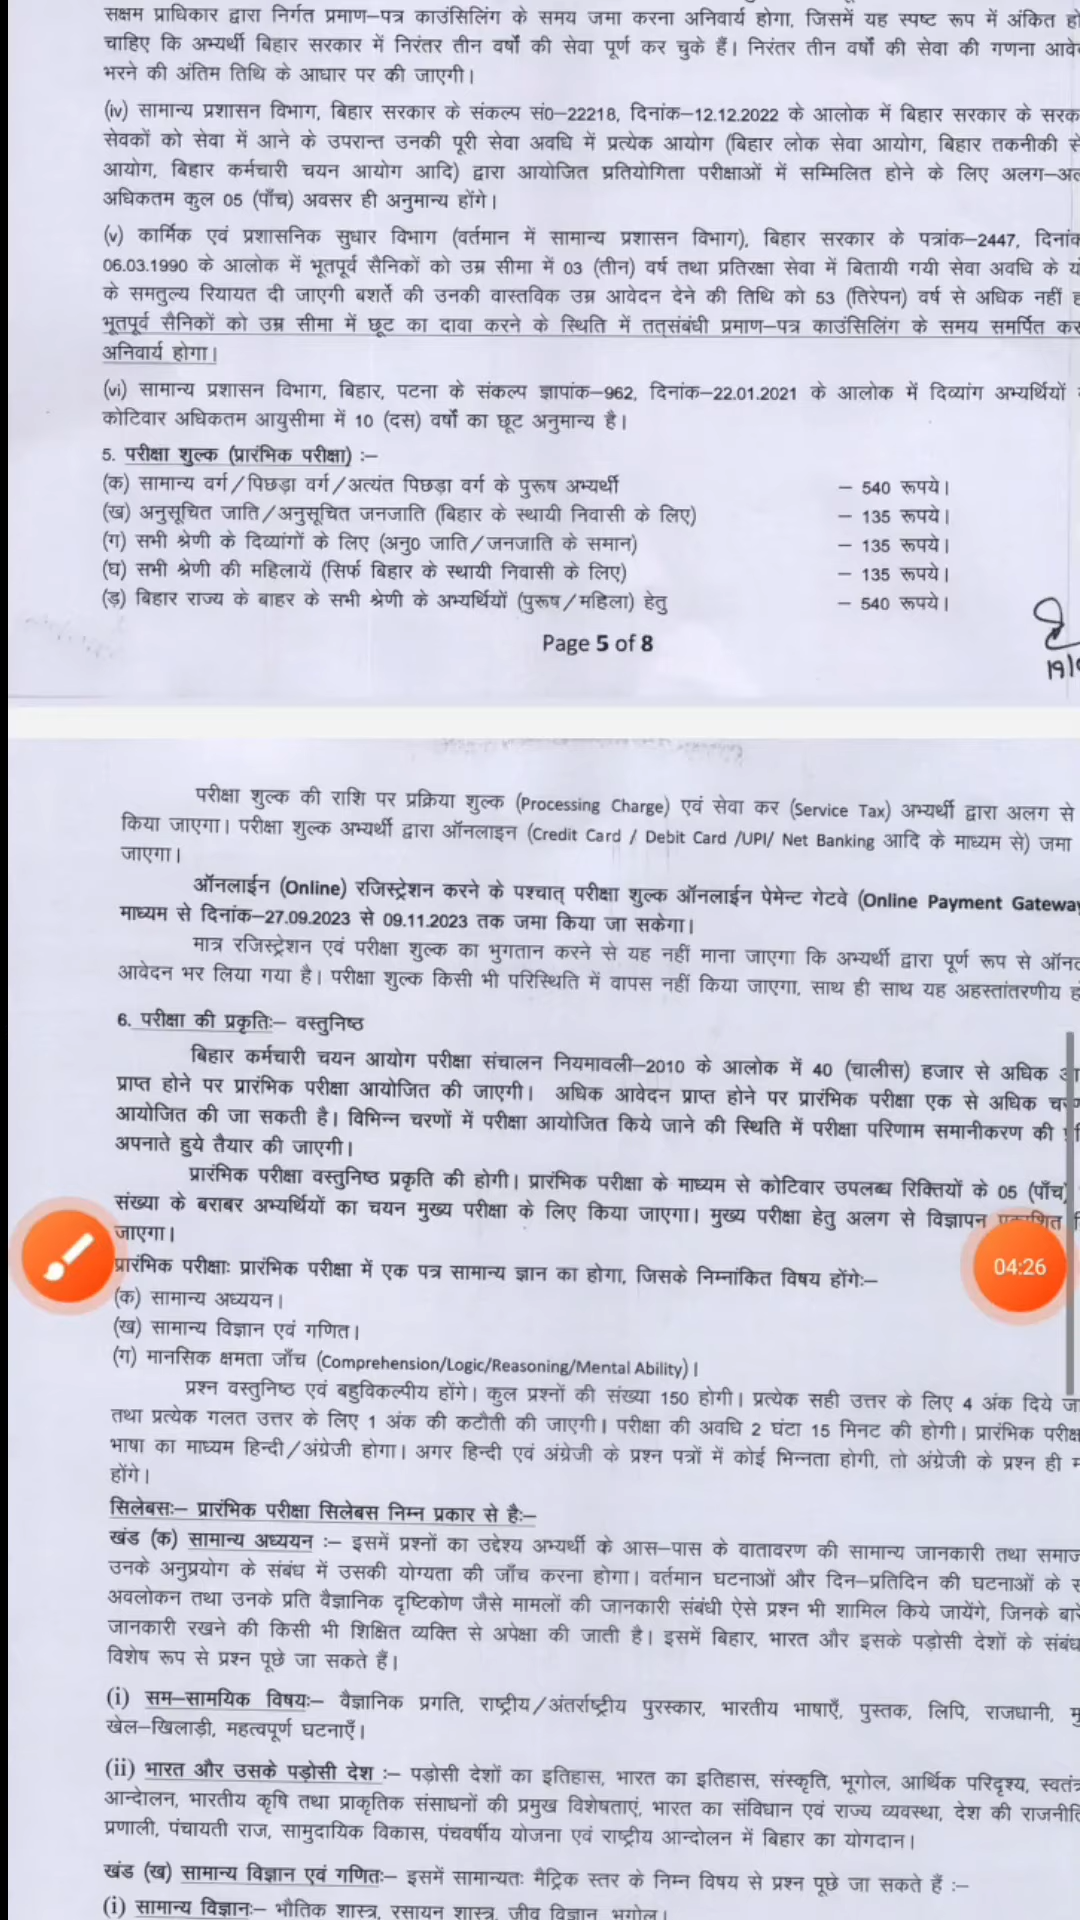 सक्षम प्राधिकार द्वारा निर्गत प्रमाण–पत्र काउंसिलिंग के समय जमा करना अनिवार्य होगा, जिसमें यह स्पष्ट रूप में अंकित
चाहिए कि अभ्यर्थी बिहार सरकार में निरंतर तीन वर्षों की सेवा पूर्ण कर चुके हैं। निरंतर तीन वर्षों की सेवा की गणना
भरने की अंतिम तिथि के आधार पर की जाएगी।
(iv) सामान्य प्रशासन विभाग, बिहार सरकार के संकल्प सं0–22218, दिनांक–12.12.2022 के आलोक में बिहार सरकार के
सेवकों को सेवा में आने के उपरान्त उनकी पूरी सेवा अवधि में प्रत्येक आयोग (बिहार लोक सेवा आयोग, बिहार तकनीकी
आयोग, बिहार कर्मचारी चयन आयोग आदि) द्वारा आयोजित प्रतियोगिता परीक्षाओं में सम्मिलित होने के लिए
अधिकतम कुल 05 (पाँच) अवसर ही अनुमान्य होंगे।
(v) कार्मिक एवं प्रशासनिक सुधार विभाग (वर्तमान में सामान्य प्रशासन विभाग), बिहार सरकार के पत्रांक–2447,
06.03.1990 के आलोक में भूतपूर्व सैनिकों को उम्र सीमा में 03 (तीन) वर्ष तथा प्रतिरक्षा सेवा में बितायी गयी सेवा अवधि के
के समतुल्य रियायत दी जाएगी बशर्ते की उनकी वास्तविक उम्र आवेदन देने की तिथि को 53 (तिरेपन) वर्ष से अधिक नहीं
भूतपूर्व सैनिकों को उम्र सीमा में छूट का दावा करने के स्थिति में तत्संबंधी प्रमाण–पत्र काउंसिलिंग के समय समर्पित
अनिवार्य होगा।
(vi) सामान्य प्रशासन विभाग, बिहार, पटना के संकल्प ज्ञापांक–962, दिनांक–22.01.2021 के आलोक में दिव्यांग अभ्यर्थियों
कोटिवार अधिकतम आयुसीमा में 10 (दस) वर्षों का छूट अनुमान्य है।
5. परीक्षा शुल्क (प्रारंभिक परीक्षा) :–
(क) सामान्य वर्ग/पिछड़ा वर्ग/अत्यंत पिछड़ा वर्ग के पुरूष अभ्यर्थी – 540 रूपये।
(ख) अनुसूचित जाति/अनुसूचित जनजाति (बिहार के स्थायी निवासी के लिए) – 135 रूपये।
(ग) सभी श्रेणी के दिव्यांगों के लिए (अनु0 जाति/जनजाति के समान) – 135 रूपये।
(घ) सभी श्रेणी की महिलायें (सिर्फ बिहार के स्थायी निवासी के लिए) – 135 रूपये।
(ड़) बिहार राज्य के बाहर के सभी श्रेणी के अभ्यर्थियों (पुरूष/महिला) हेतु – 540 रूपये।
Page 5 of 8
परीक्षा शुल्क की राशि पर प्रक्रिया शुल्क (Processing Charge) एवं सेवा कर (Service Tax) अभ्यर्थी द्वारा अलग से
किया जाएगा। परीक्षा शुल्क अभ्यर्थी द्वारा ऑनलाइन (Credit Card / Debit Card /UPI/ Net Banking आदि के माध्यम से) जमा
जाएगा।
ऑनलाईन (Online) रजिस्ट्रेशन करने के पश्चात् परीक्षा शुल्क ऑनलाईन पेमेन्ट गेटवे (Online Payment Gateway
माध्यम से दिनांक–27.09.2023 से 09.11.2023 तक जमा किया जा सकेगा।
मात्र रजिस्ट्रेशन एवं परीक्षा शुल्क का भुगतान करने से यह नहीं माना जाएगा कि अभ्यर्थी द्वारा पूर्ण रूप से
आवेदन भर लिया गया है। परीक्षा शुल्क किसी भी परिस्थिति में वापस नहीं किया जाएगा, साथ ही साथ यह अहस्तांतरणीय
6. परीक्षा की प्रकृतिः– वस्तुनिष्ठ
बिहार कर्मचारी चयन आयोग परीक्षा संचालन नियमावली–2010 के आलोक में 40 (चालीस) हजार से अधिक
प्राप्त होने पर प्रारंभिक परीक्षा आयोजित की जाएगी। अधिक आवेदन प्राप्त होने पर प्रारंभिक परीक्षा एक से अधिक
आयोजित की जा सकती है। विभिन्न चरणों में परीक्षा आयोजित किये जाने की स्थिति में परीक्षा परिणाम समानीकरण की
अपनाते हुये तैयार की जाएगी।
प्रारंभिक परीक्षा वस्तुनिष्ठ प्रकृति की होगी। प्रारंभिक परीक्षा के माध्यम से कोटिवार उपलब्ध रिक्तियों के 05 (पाँच)
संख्या के बराबर अभ्यर्थियों का चयन मुख्य परीक्षा के लिए किया जाएगा। मुख्य परीक्षा हेतु अलग से विज्ञापन
जाएगा।
प्रारंभिक परीक्षाः प्रारंभिक परीक्षा में एक पत्र सामान्य ज्ञान का होगा, जिसके निम्नांकित विषय होंगेः–
04:26
(क) सामान्य अध्ययन।
(ख) सामान्य विज्ञान एवं गणित।
(ग) मानसिक क्षमता जाँच (Comprehension/Logic/Reasoning/Mental Ability)।
प्रश्न वस्तुनिष्ठ एवं बहुविकल्पीय होंगे। कुल प्रश्नों की संख्या 150 होगी। प्रत्येक सही उत्तर के लिए 4 अंक दिये
तथा प्रत्येक गलत उत्तर के लिए 1 अंक की कटौती की जाएगी। परीक्षा की अवधि 2 घंटा 15 मिनट की होगी। प्रारंभिक
भाषा का माध्यम हिन्दी/अंग्रेजी होगा। अगर हिन्दी एवं अंग्रेजी के प्रश्न पत्रों में कोई भिन्नता होगी, तो अंग्रेजी के प्रश्न ही
होंगे।
सिलेबसः– प्रारंभिक परीक्षा सिलेबस निम्न प्रकार से हैः–
खंड (क) सामान्य अध्ययन :– इसमें प्रश्नों का उद्देश्य अभ्यर्थी के आस–पास के वातावरण की सामान्य जानकारी तथा समाज
उनके अनुप्रयोग के संबंध में उसकी योग्यता की जाँच करना होगा। वर्तमान घटनाओं और दिन–प्रतिदिन की घटनाओं के
अवलोकन तथा उनके प्रति वैज्ञानिक दृष्टिकोण जैसे मामलों की जानकारी संबंधी ऐसे प्रश्न भी शामिल किये जायेंगे, जिनके
जानकारी रखने की किसी भी शिक्षित व्यक्ति से अपेक्षा की जाती है। इसमें बिहार, भारत और इसके पड़ोसी देशों के
विशेष रूप से प्रश्न पूछे जा सकते हैं।
(i) सम–सामयिक विषयः– वैज्ञानिक प्रगति, राष्ट्रीय/अंतर्राष्ट्रीय पुरस्कार, भारतीय भाषाएँ, पुस्तक, लिपि, राजधानी,
खेल–खिलाड़ी, महत्वपूर्ण घटनाएँ।
(ii) भारत और उसके पड़ोसी देश :– पड़ोसी देशों का इतिहास, भारत का इतिहास, संस्कृति, भूगोल, आर्थिक परिदृश्य,
आन्दोलन, भारतीय कृषि तथा प्राकृतिक संसाधनों की प्रमुख विशेषताएं, भारत का संविधान एवं राज्य व्यवस्था, देश की
प्रणाली, पंचायती राज, सामुदायिक विकास, पंचवर्षीय योजना एवं राष्ट्रीय आन्दोलन में बिहार का योगदान।
खंड (ख) सामान्य विज्ञान एवं गणितः– इसमें सामान्यतः मैट्रिक स्तर के निम्न विषय से प्रश्न पूछे जा सकते हैं :–
(i) सामान्य विज्ञानः– भौतिक शास्त्र, रसायन शास्त्र, जीव विज्ञान, भूगोल।